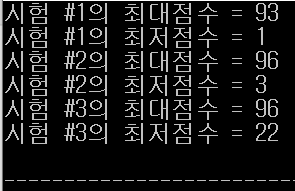 시험 #1의 최대점수 = 93
시험 #1의 최저점수 = 1
시험 #2의 최대점수 = 96
시험 #2의 최저점수 = 3
시험 #3의 최대점수 = 96
시험 #3의 최저점수 = 22
--------------------------------